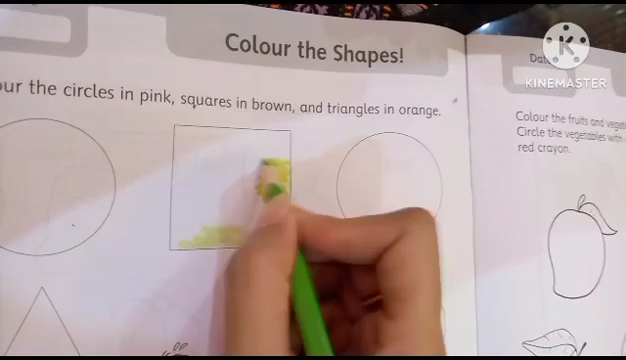 Colour the Shapes!
our the circles in pink, squares in brown, and triangles in orange.
Dat
K
KINEMASTER
Colour the fruits and veget
Circle the vegetables with
red crayon.